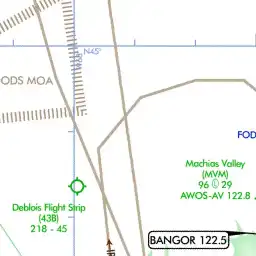 N45°
ODS MOA
FOD
Machias Valley
(MVM)
96 29
AWOS-AV 122.8
Deblois Flight Strip
(43B)
218 - 45
BANGOR 122.5